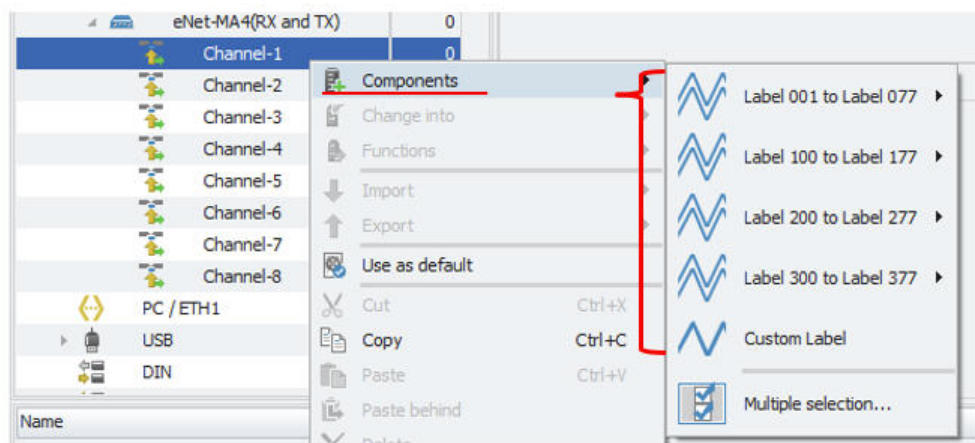 eNet-MA4(RX and TX) 0
Channel-1 0
Channel-2
Channel-3
Channel-4
Channel-5
Channel-6
Channel-7
Channel-8
PC / ETH1
USB
DIN
Name
Components
Change into
Functions
Import
Export
Use as default
Cut Ctrl+X
Copy Ctrl+C
Paste Ctrl+V
Paste behind
Delete
Label 001 to Label 077
Label 100 to Label 177
Label 200 to Label 277
Label 300 to Label 377
Custom Label
Multiple selection...